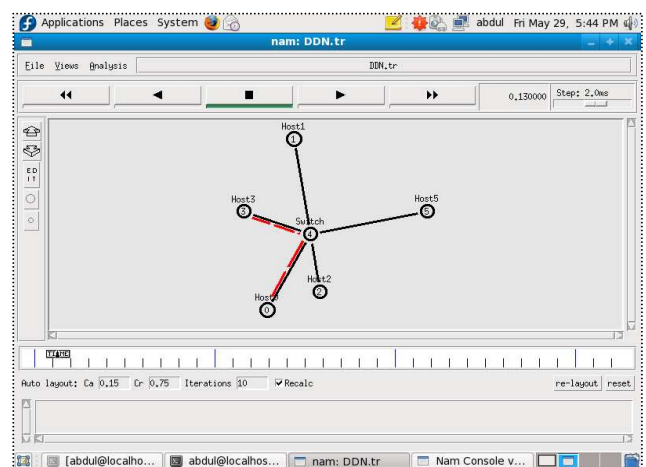 Applications Places System abdul Fri May 29, 5:44 PM
nam: DDN.tr
File Views Analysis DDN.tr
0.130000 Step: 2.0ms
ED
IT
Host1
1
Host3
3
Host5
5
Switch
4
Host2
2
0
TIME
Auto layout: Ca 0.15 Cr 0.75 Iterations 10 Recalc re-layout reset
[abdul@localho... abdul@localhos... nam: DDN.tr Nam Console v...